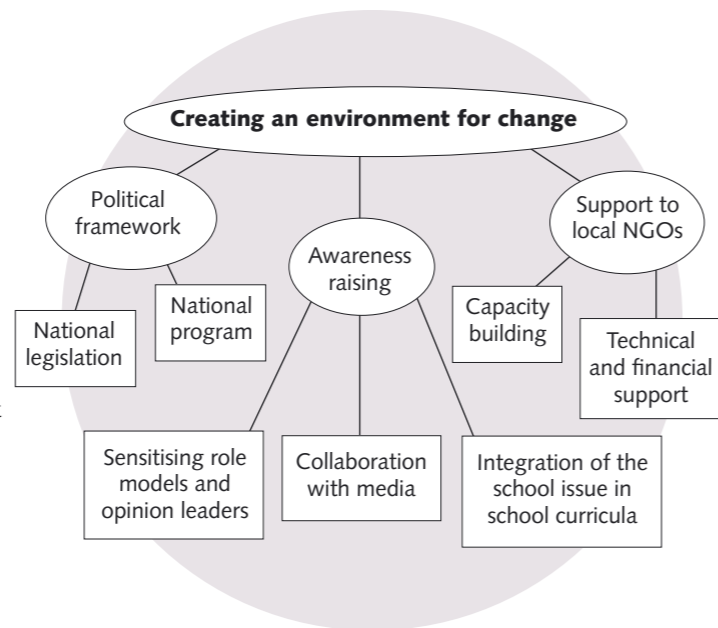 Creating an environment for change
Political
framework
Support to
local NGOs
Awareness
raising
National
legislation
National
program
Capacity
building
Technical
and financial
support
Sensitising role
models and
opinion leaders
Collaboration
with media
Integration of the
school issue in
school curricula